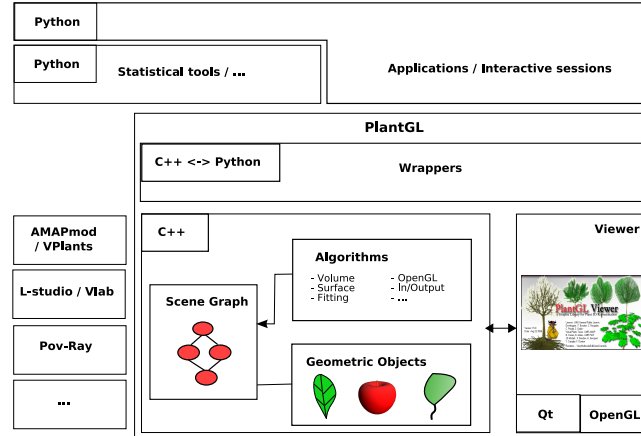 Python
Python
Statistical tools / ...
Applications / Interactive sessions
PlantGL
C++ <-> Python
Wrappers
AMAPmod
/ VPlants
L-studio / Vlab
Pov-Ray
...
C++
Algorithms
- Volume
- Surface
- Fitting
- OpenGL
- In/Output
- ...
Scene Graph
Geometric Objects
Viewer
PlantGL Viewer
Qt
OpenGL